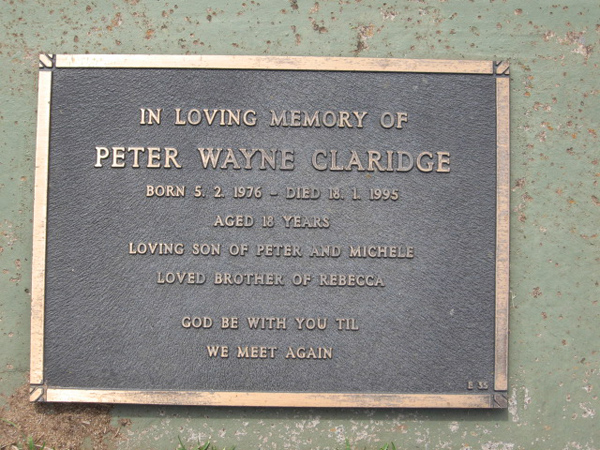 IN LOVING MEMORY OF
PETER WAYNE CLARIDGE
BORN 5. 2. 1976 - DIED 18. 1. 1995
AGED 18 YEARS
LOVING SON OF PETER AND MICHELE
LOVED BROTHER OF REBECCA
GOD BE WITH YOU TIL
WE MEET AGAIN
E 35